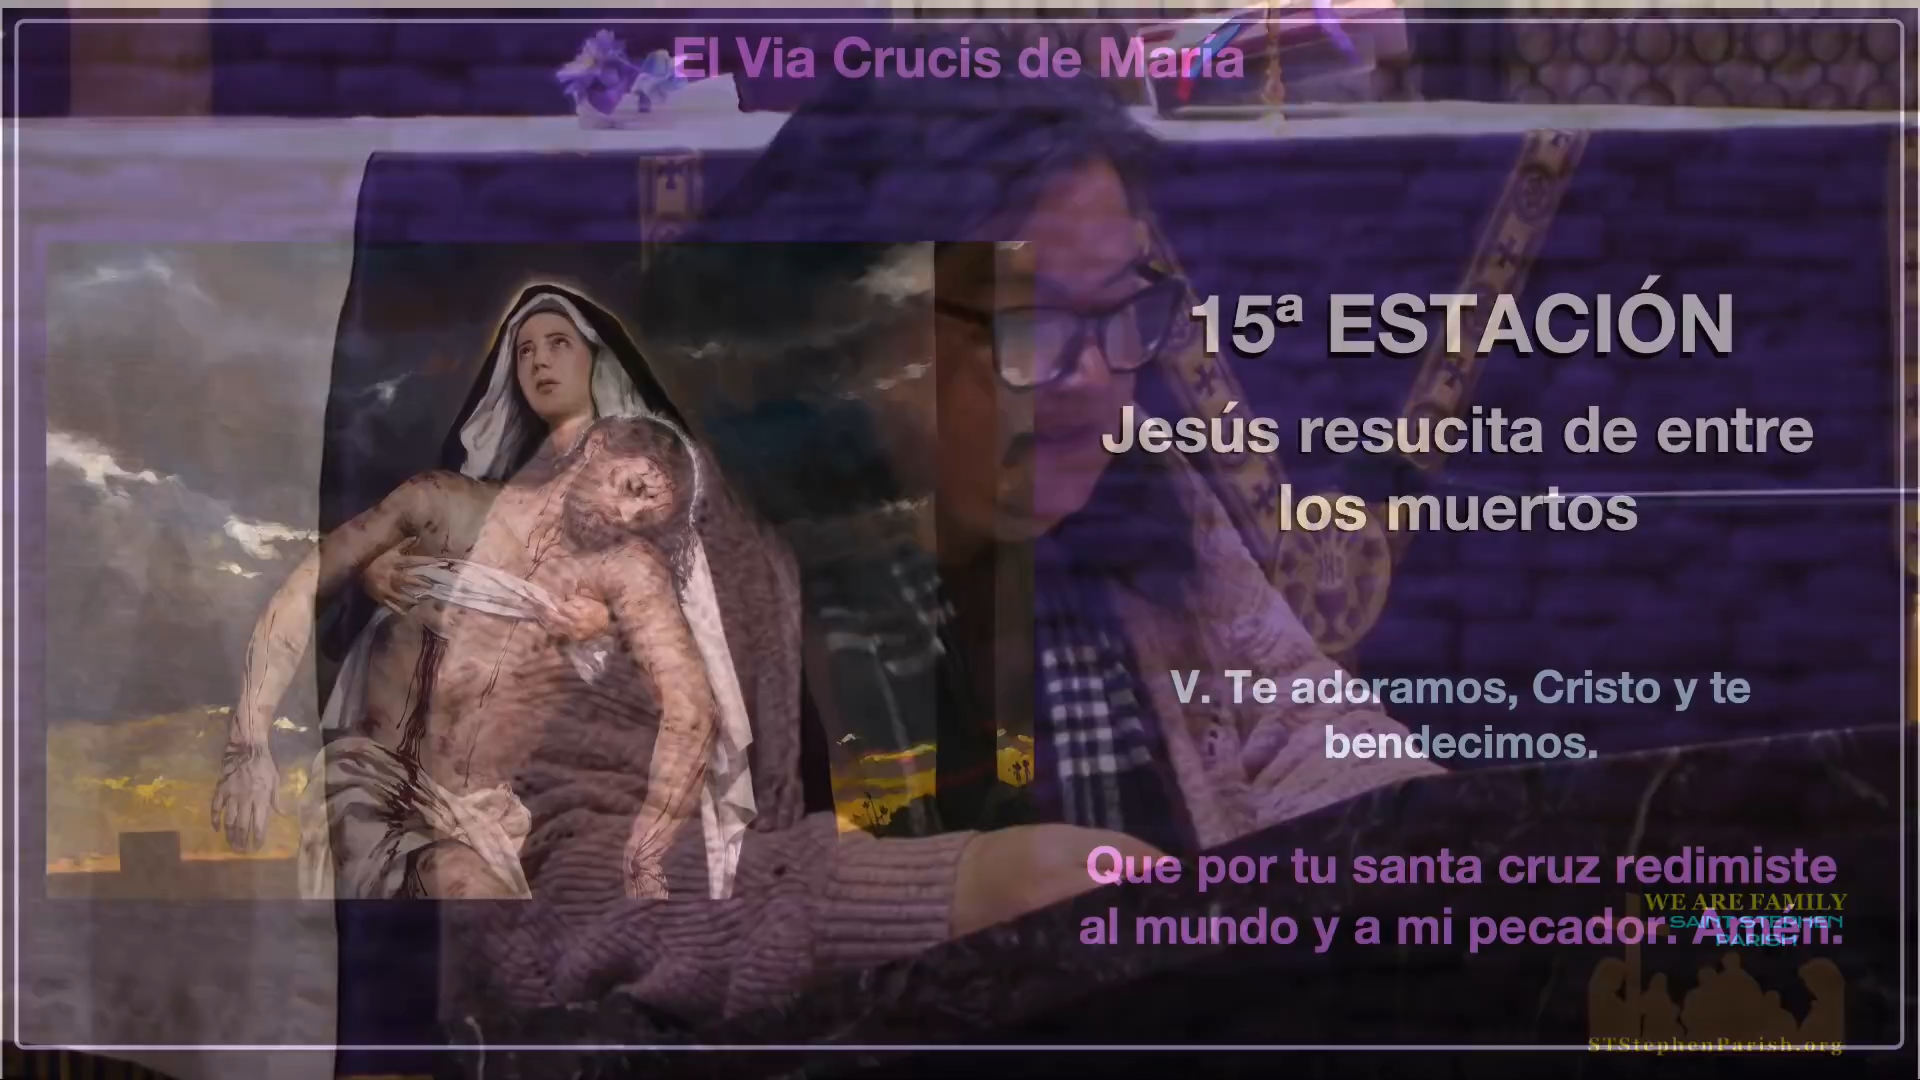 El Via Crucis de María
15ª ESTACIÓN
Jesús resucita de entre
los muertos
V. Te adoramos, Cristo y te
bendecimos.
Que por tu santa cruz redimiste
al mundo y a mi pecador. Amén.
WE ARE FAMILY
SAINT STEPHEN
PARISH
STStephenParish.org